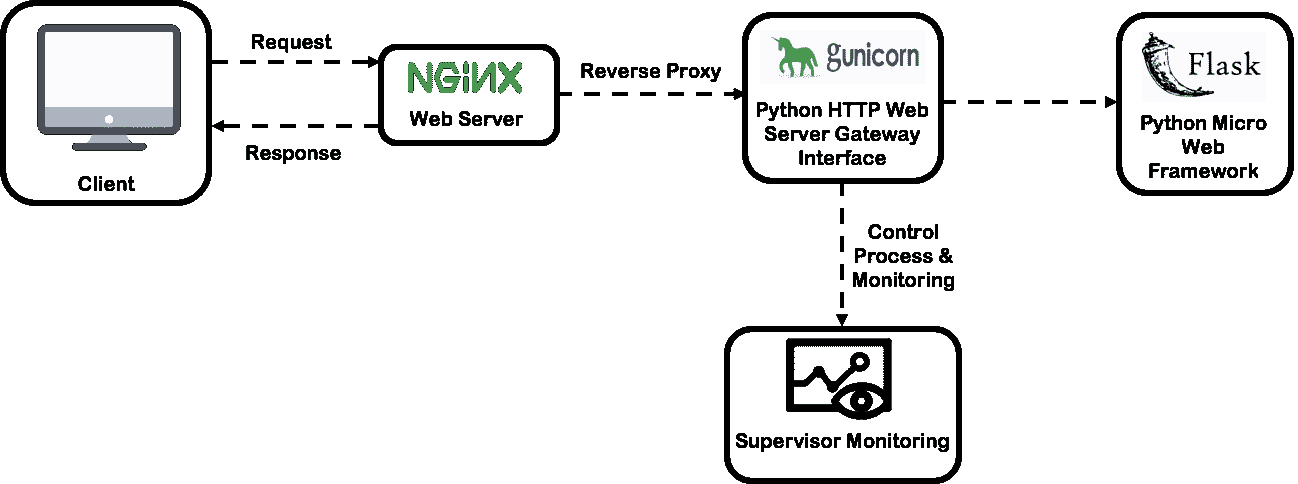 Request
Response
Client
NGiNX
Web Server
Reverse Proxy
gunicorn
Python HTTP Web
Server Gateway
Interface
Flask
Python Micro
Web
Framework
Control
Process &
Monitoring
Supervisor Monitoring